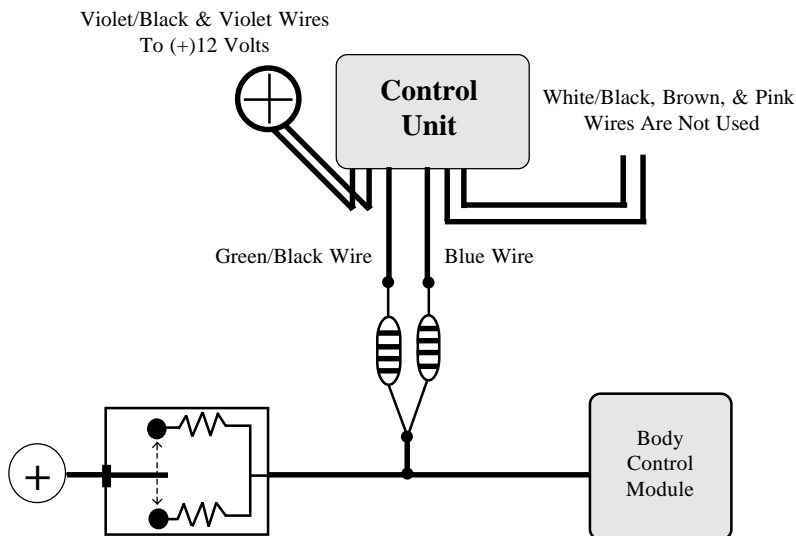 Violet/Black & Violet Wires
To (+)12 Volts
Control
Unit
White/Black, Brown, & Pink
Wires Are Not Used
Green/Black Wire
Blue Wire
+
Body
Control
Module